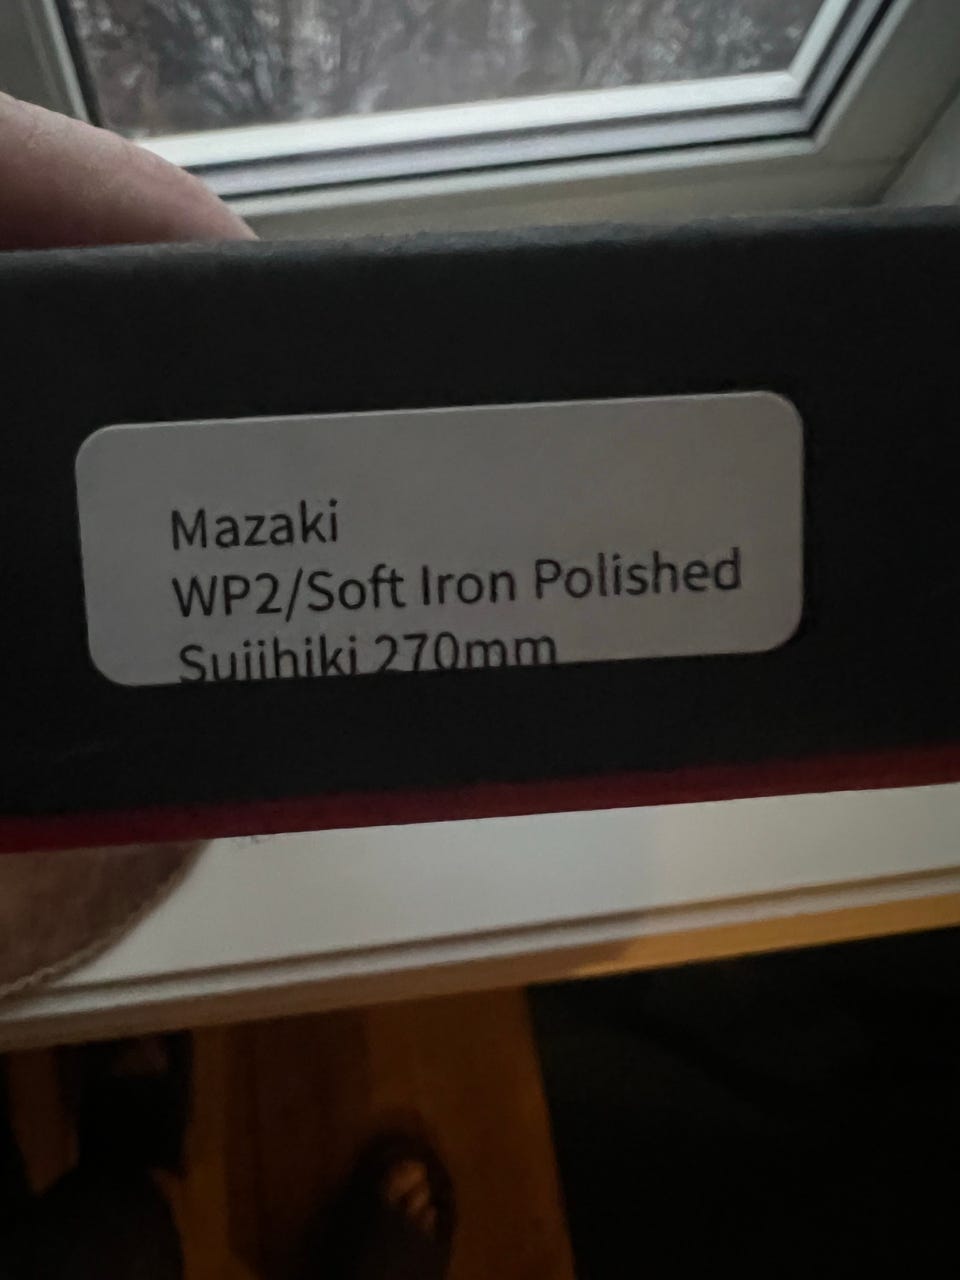 Mazaki
WP2/Soft Iron Polished
Sujihiki 270mm